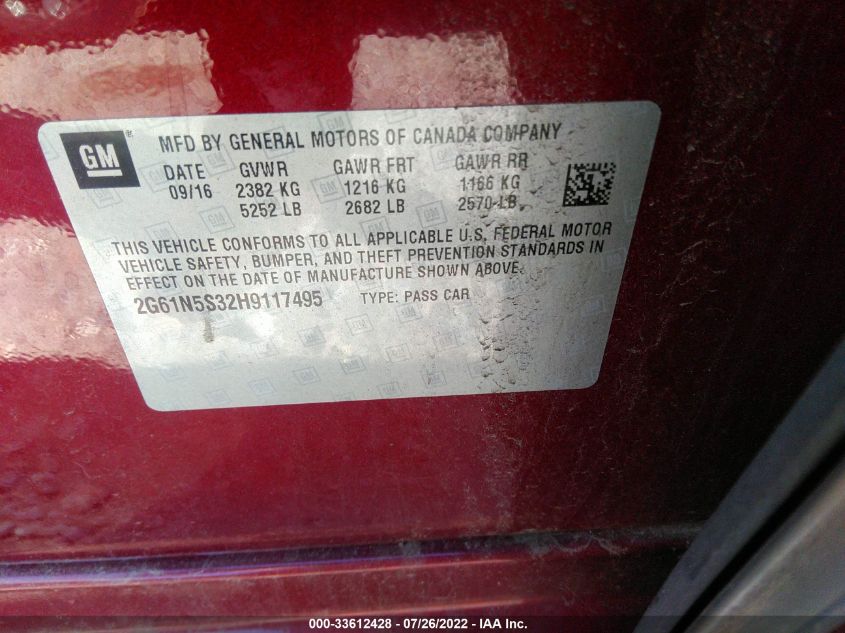 GM
MFD BY GENERAL MOTORS OF CANADA COMPANY
DATE GVWR GAWR FRT GAWR RR
09/16 2382 KG 1216 KG 1166 KG
5252 LB 2682 LB 2570 LB
THIS VEHICLE CONFORMS TO ALL APPLICABLE U.S. FEDERAL MOTOR
VEHICLE SAFETY, BUMPER, AND THEFT PREVENTION STANDARDS IN
EFFECT ON THE DATE OF MANUFACTURE SHOWN ABOVE.
2G61N5S32H9117495 TYPE: PASS CAR
000-33612428 - 07/26/2022 - IAA Inc.